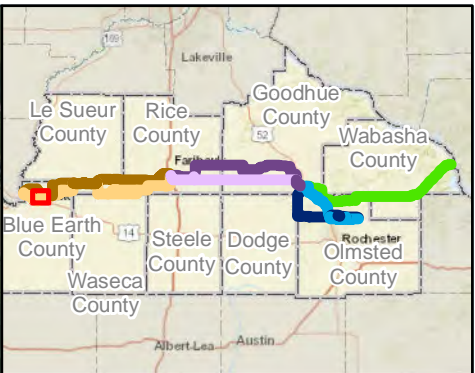 169
Lakeville
Goodhue
County
Le Sueur
County
Rice
County
52
Wabasha
County
Faribaul
Blue Earth
County
14
Steele
County
Dodge
County
Rochester
Olmsted
County
Waseca
County
Albert Lea
Austin